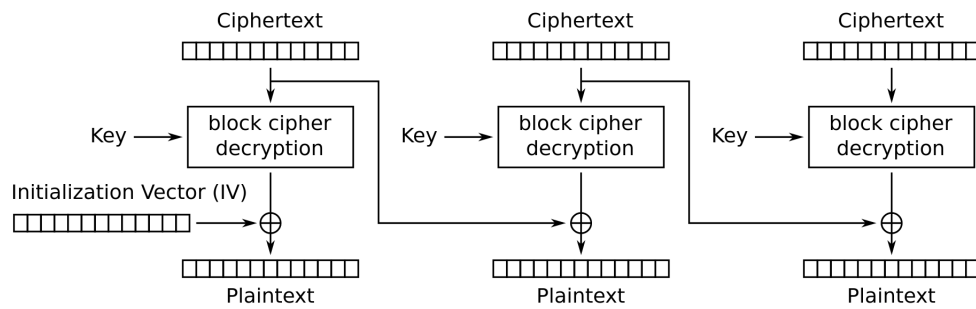 Ciphertext Ciphertext Ciphertext
Key block cipher decryption Key block cipher decryption Key block cipher decryption
Initialization Vector (IV)
Plaintext Plaintext Plaintext